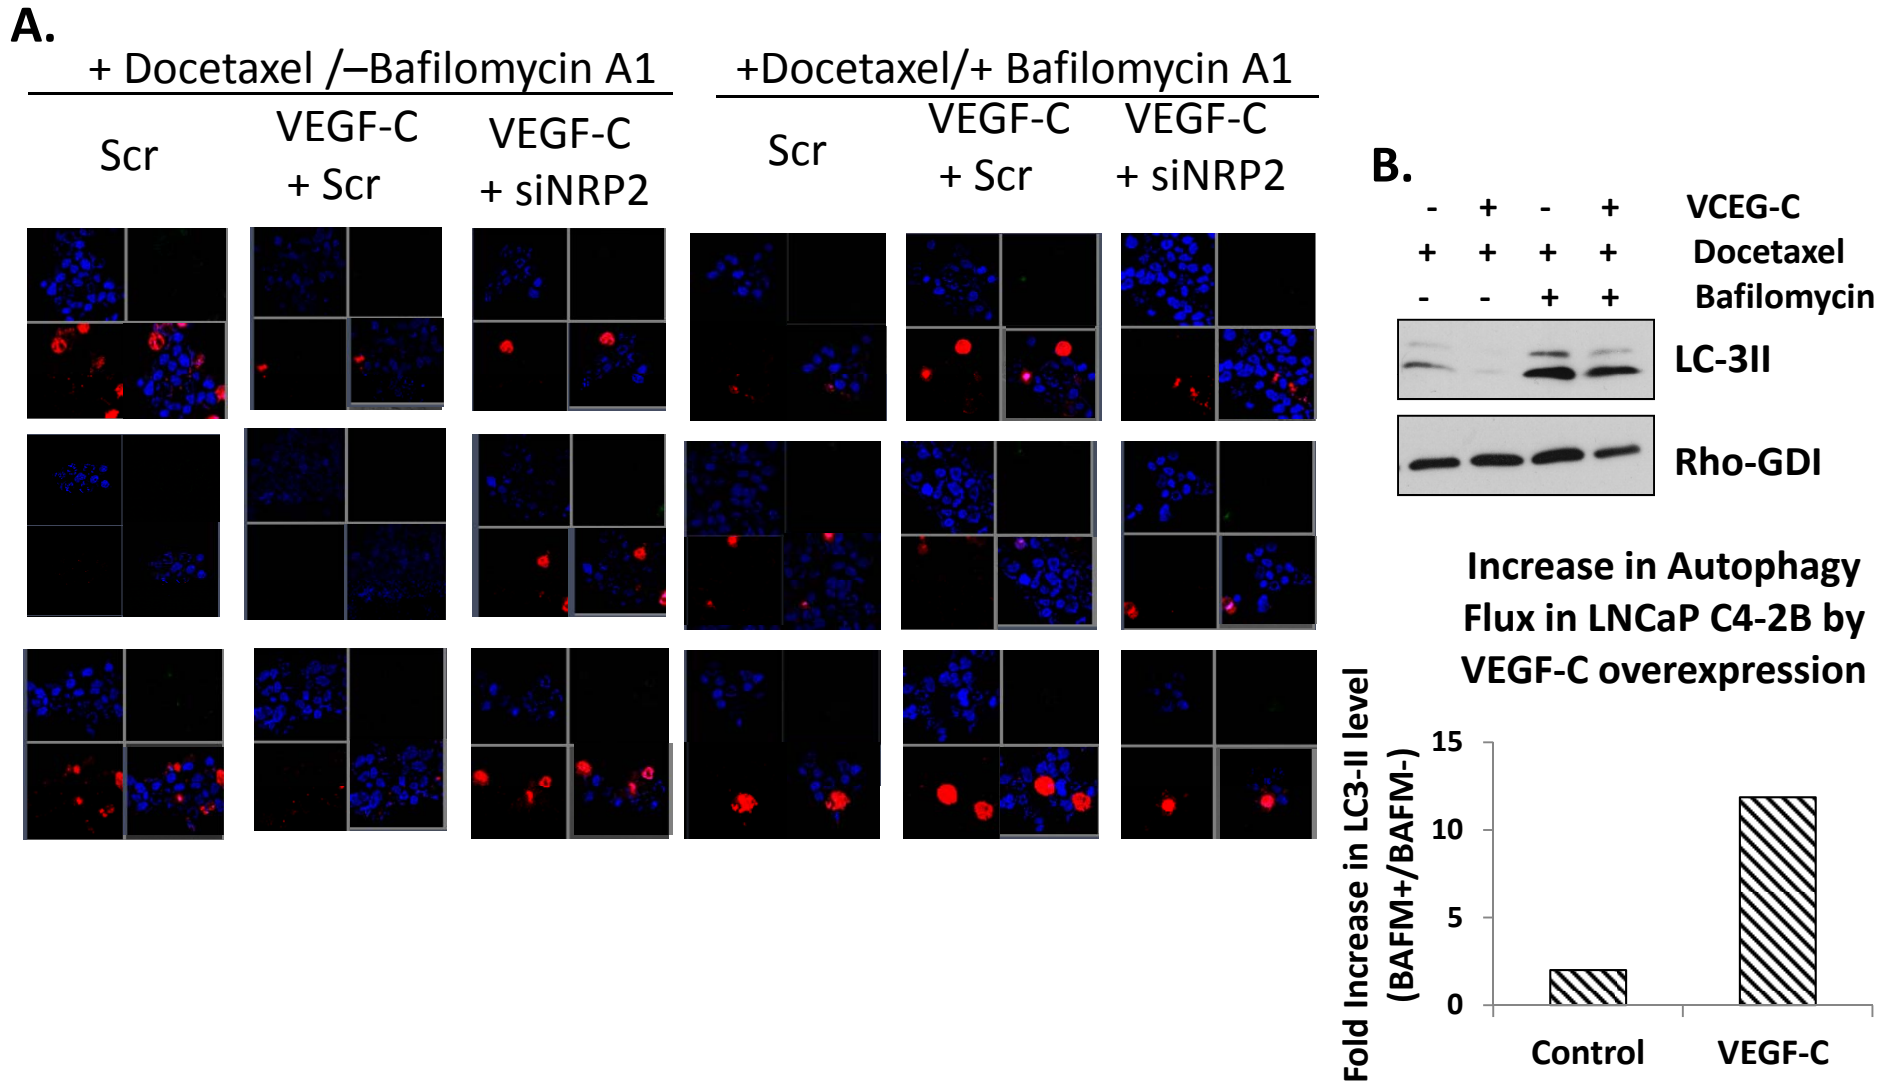 A.
+ Docetaxel /–Bafilomycin A1
+Docetaxel/+ Bafilomycin A1
Scr
VEGF-C
+ Scr
VEGF-C
+ siNRP2
Scr
VEGF-C
+ Scr
VEGF-C
+ siNRP2
B.
- + - + VCEG-C
+ + + + Docetaxel
- - + + Bafilomycin
LC-3II
Rho-GDI
Increase in Autophagy
Flux in LNCaP C4-2B by
VEGF-C overexpression
Fold Increase in LC3-II level
(BAFM+/BAFM-)
15
10
5
0
Control
VEGF-C